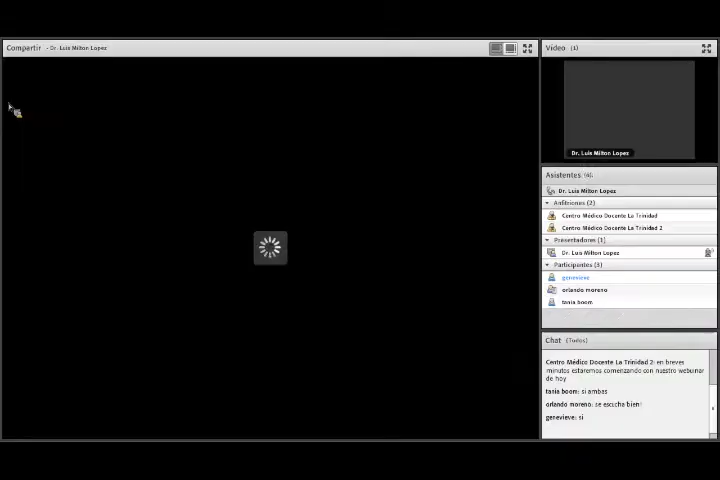 Compartir - Dr. Luis Milton Lopez
Video (1)
Dr. Luis Milton Lopez
Asistentes (4)
Dr. Luis Milton Lopez
Anfitriones (2)
Centro Médico Docente La Trinidad
Centro Médico Docente La Trinidad 2
Presentadores (1)
Dr. Luis Milton Lopez
Participantes (3)
genevieve
orlando moreno
tania boom
Chat (Todos)
Centro Médico Docente La Trinidad 2: en breves
minutos estaremos comenzando con nuestro webuinar
de hoy
tania boom: si ambas
orlando moreno: se escucha bien!
genevieve: si